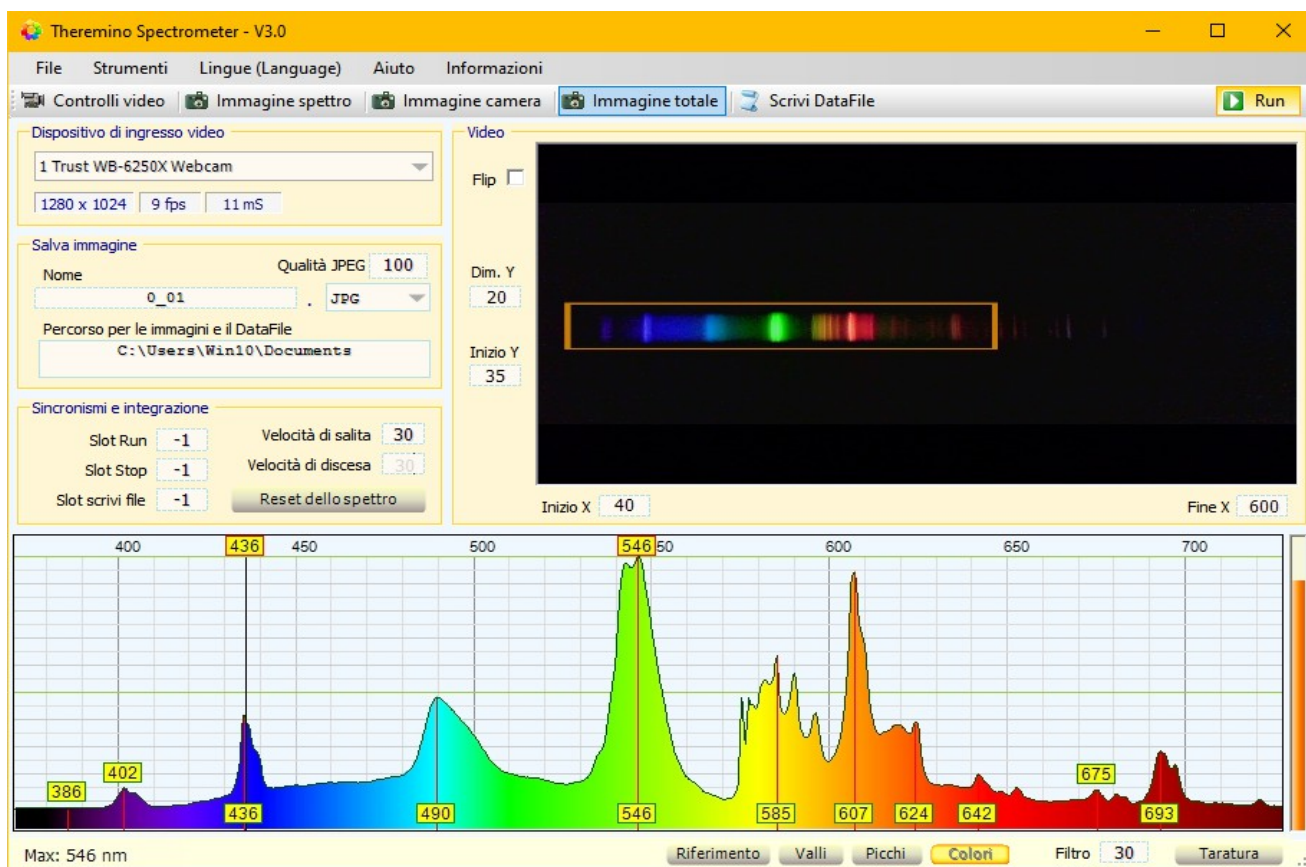 Theremino Spectrometer - V3.0
File Strumenti Lingue (Language) Aiuto Informazioni
Controlli video Immagine spettro Immagine camera Immagine totale Scrivi DataFile Run
Dispositivo di ingresso video
1 Trust WB-6250X Webcam
1280 x 1024 9 fps 11 mS
Salva immagine
Nome Qualità JPEG 100
0_01 . JPG
Percorso per le immagini e il DataFile
C:\Users\Win10\Documents
Sincronismi e integrazione
Slot Run -1 Velocità di salita 30
Slot Stop -1 Velocità di discesa 30
Slot scrivi file -1 Reset dello spettro
Video
Flip
Dim. Y
20
Inizio Y
35
Inizio X 40 Fine X 600
400 436 450 500 546 50 600 650 700
386 402 675
436 490 546 585 607 624 642 693
Max: 546 nm Riferimento Valli Picchi Colori Filtro 30 Taratura